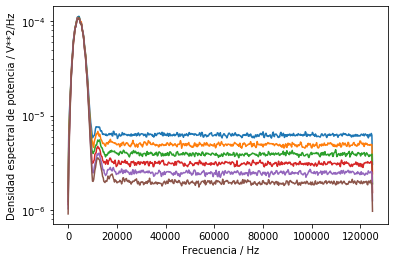 Densidad espectral de potencia / V**2/Hz
10⁻⁴
10⁻⁵
10⁻⁶
0 20000 40000 60000 80000 100000 120000
Frecuencia / Hz